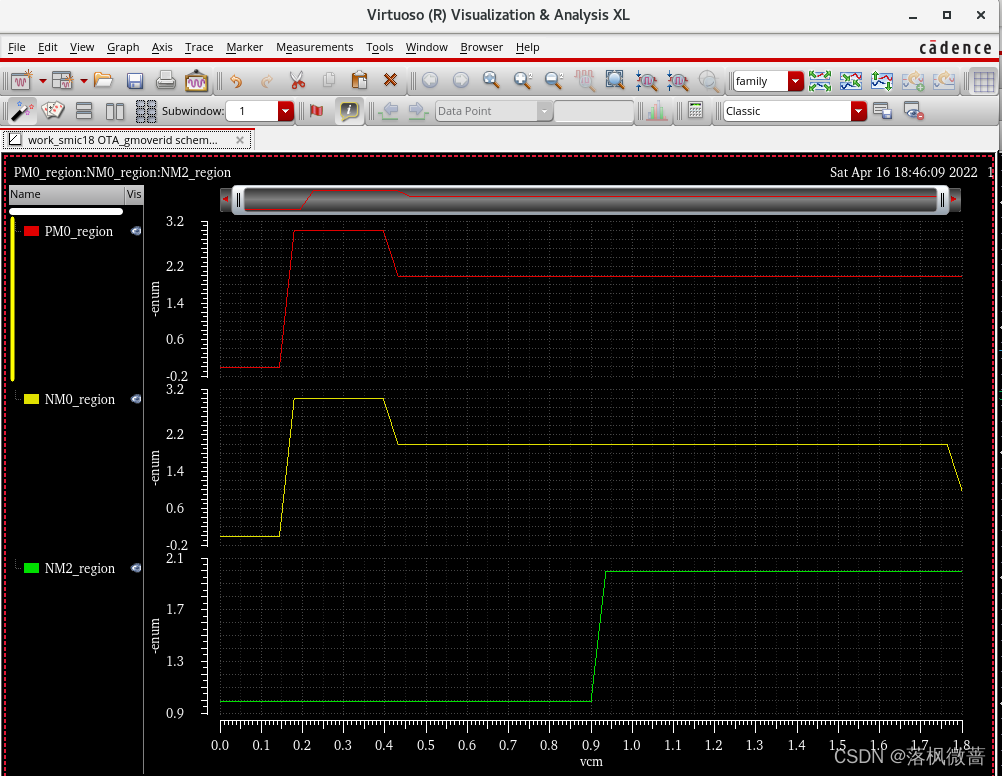 Virtuoso (R) Visualization & Analysis XL
File Edit View Graph Axis Trace Marker Measurements Tools Window Browser Help
cādence
family
Subwindow: 1
Data Point
Classic
work_smic18 OTA_gmoverid schem...
PM0_region:NM0_region:NM2_region
Sat Apr 16 18:46:09 2022 1
Name
Vis
PM0_region
3.2
2.2
1.4
0.6
-0.2
-enum
NM0_region
3.2
2.2
1.4
0.6
-0.2
-enum
NM2_region
2.1
1.7
1.3
0.9
-enum
0.0 0.1 0.2 0.3 0.4 0.5 0.6 0.7 0.8 0.9 1.0 1.1 1.2 1.3 1.4 1.5 1.6 1.7 1.8
vcm
CSDN @落枫微蔷